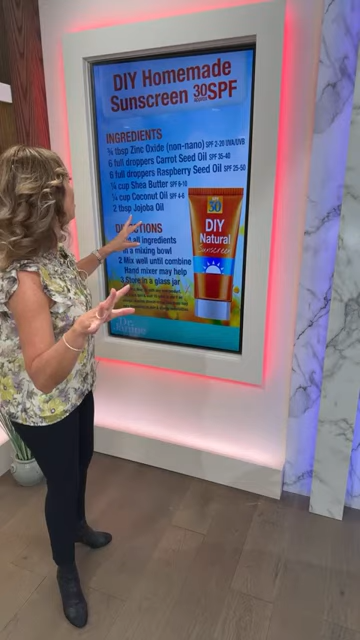 DIY Homemade
Sunscreen 30 SPF
INGREDIENTS
¾ tbsp Zinc Oxide (non-nano) SPF 2-20 UVA/UVB
6 full droppers Carrot Seed Oil SPF 35-40
6 full droppers Raspberry Seed Oil SPF 25-50
¼ cup Shea Butter SPF 6-10
¼ cup Coconut Oil SPF 4-6
2 tbsp Jojoba Oil
all ingredients
in a mixing bowl
2 Mix well until combine
Hand mixer may help
3 Store in a glass jar
30
DIY
Natural
Sunscreen
Dr.